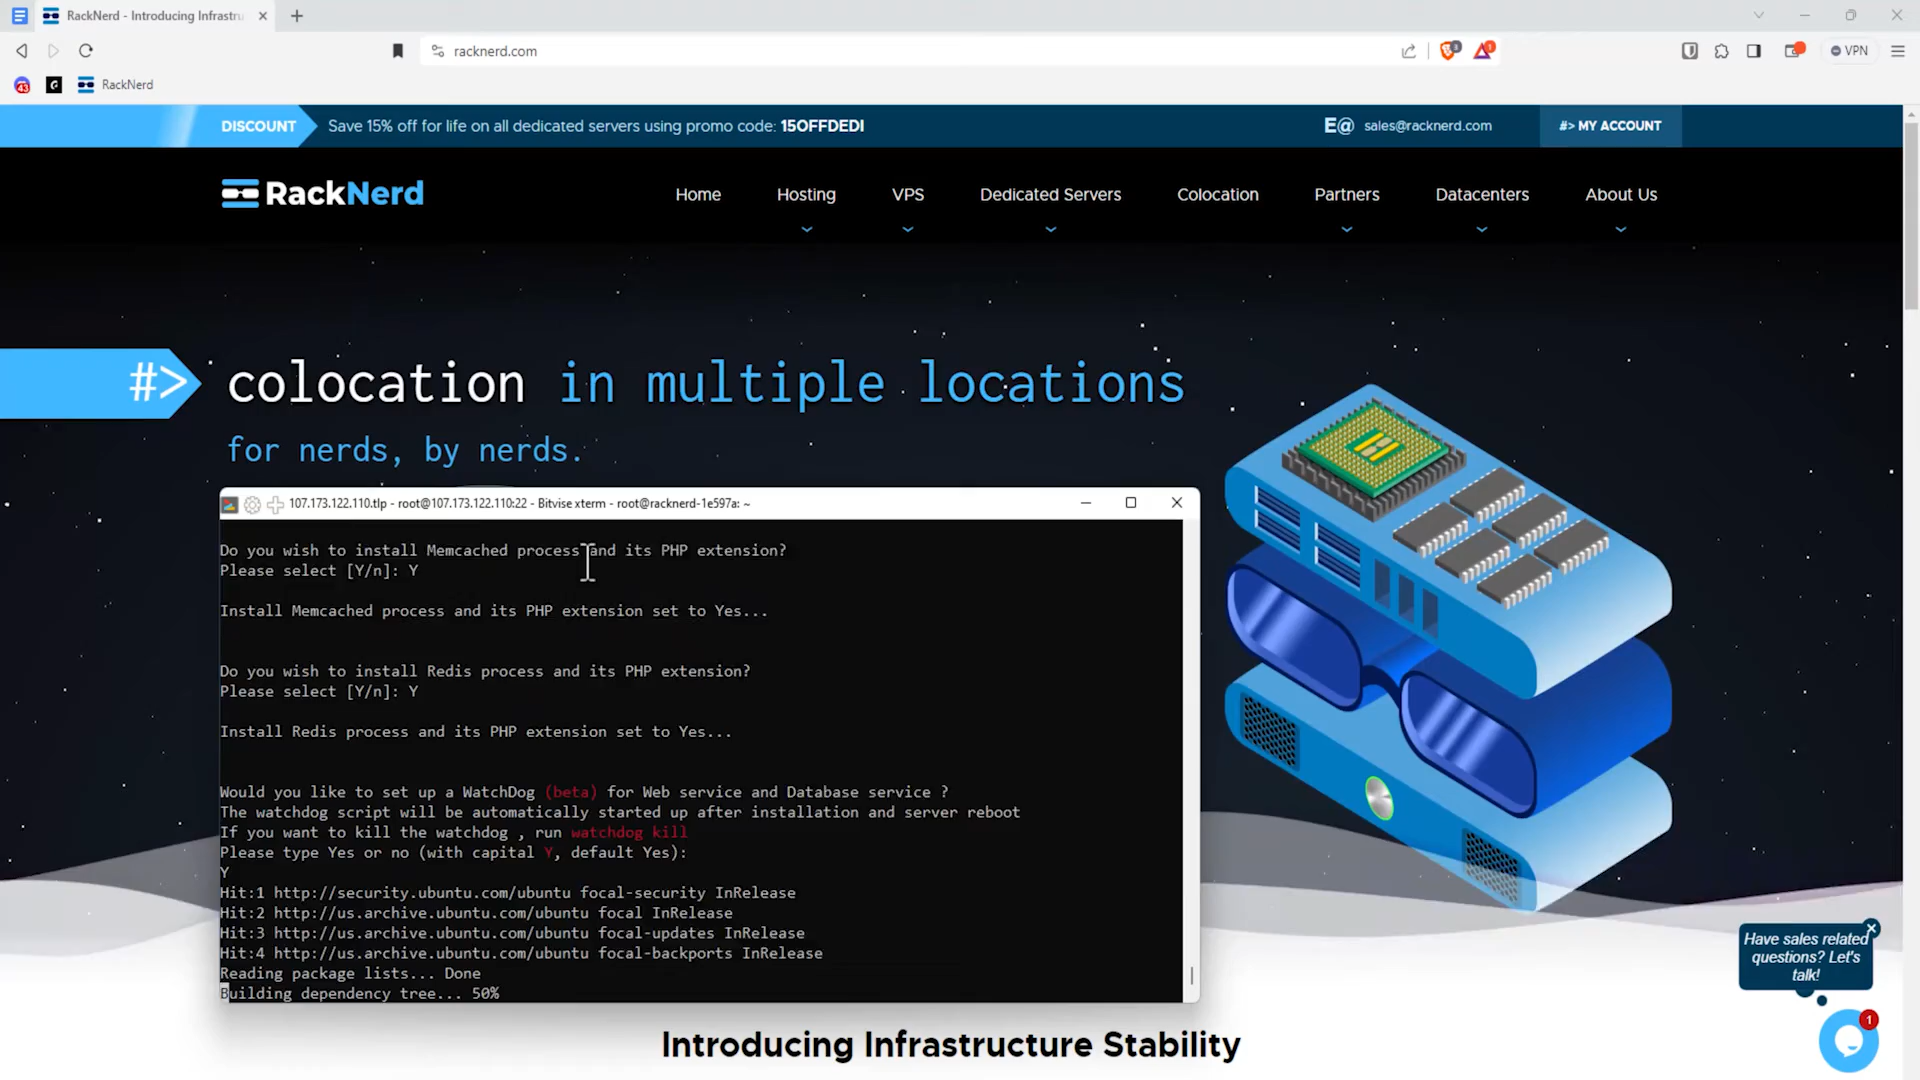 RackNerd - Introducing Infrastru
racknerd.com
VPN
43
RackNerd
DISCOUNT
Save 15% off for life on all dedicated servers using promo code: 15OFFDEDI
E@ sales@racknerd.com
#> MY ACCOUNT
RackNerd
Home
Hosting
VPS
Dedicated Servers
Colocation
Partners
Datacenters
About Us
#> colocation in multiple locations
for nerds, by nerds.
107.173.122.110.tlp - root@107.173.122.110:22 - Bitvise xterm - root@racknerd-1e597a: ~
Do you wish to install Memcached process and its PHP extension?
Please select [Y/n]: Y
Install Memcached process and its PHP extension set to Yes...
Do you wish to install Redis process and its PHP extension?
Please select [Y/n]: Y
Install Redis process and its PHP extension set to Yes...
Would you like to set up a WatchDog (beta) for Web service and Database service ?
The watchdog script will be automatically started up after installation and server reboot
If you want to kill the watchdog , run watchdog kill
Please type Yes or no (with capital Y, default Yes):
Y
Hit:1 http://security.ubuntu.com/ubuntu focal-security InRelease
Hit:2 http://us.archive.ubuntu.com/ubuntu focal InRelease
Hit:3 http://us.archive.ubuntu.com/ubuntu focal-updates InRelease
Hit:4 http://us.archive.ubuntu.com/ubuntu focal-backports InRelease
Reading package lists... Done
Building dependency tree... 50%
Have sales related
questions? Let's
talk!
1
Introducing Infrastructure Stability